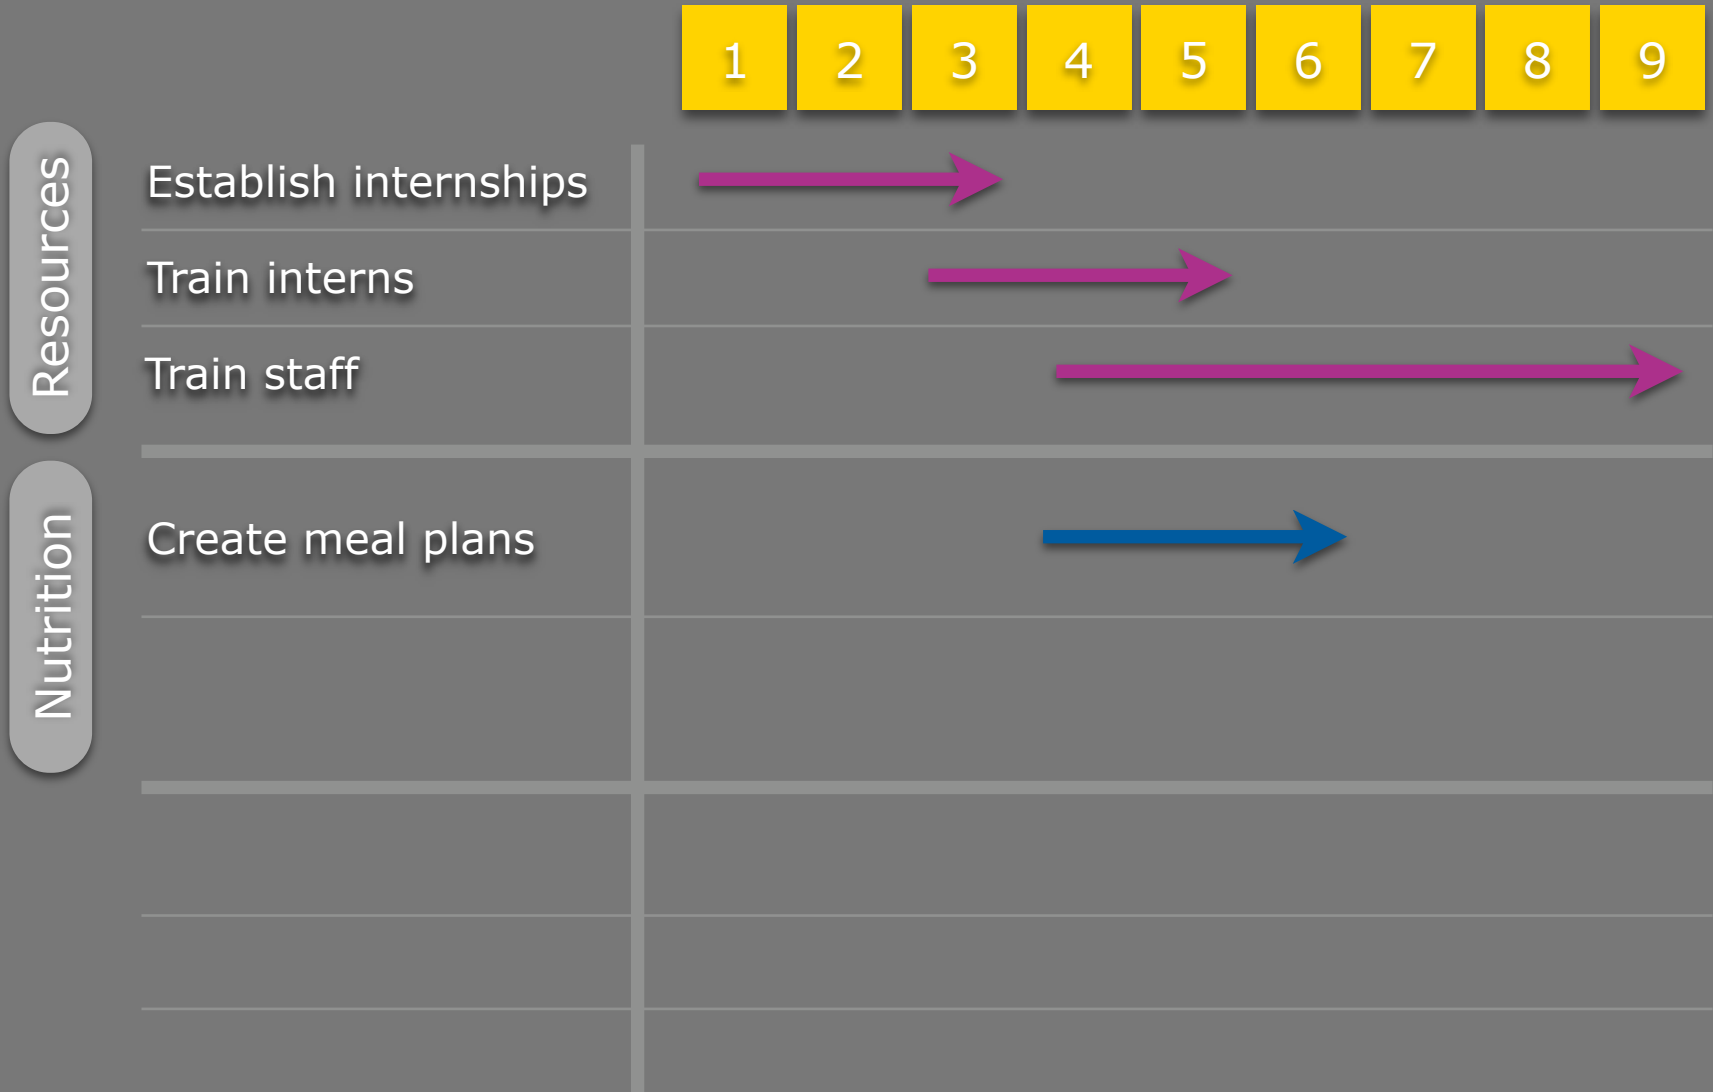 1 2 3 4 5 6 7 8 9
Resources
Establish internships
Train interns
Train staff
Nutrition
Create meal plans